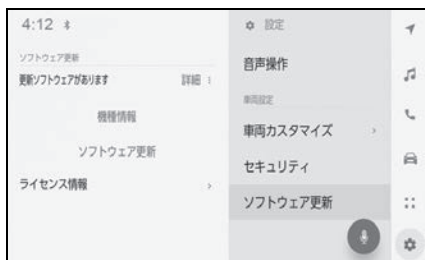 4:12
ソフトウェア更新
更新ソフトウェアがあります 詳細
機種情報
ソフトウェア更新
ライセンス情報
設定
音声操作
車両設定
車両カスタマイズ
セキュリティ
ソフトウェア更新